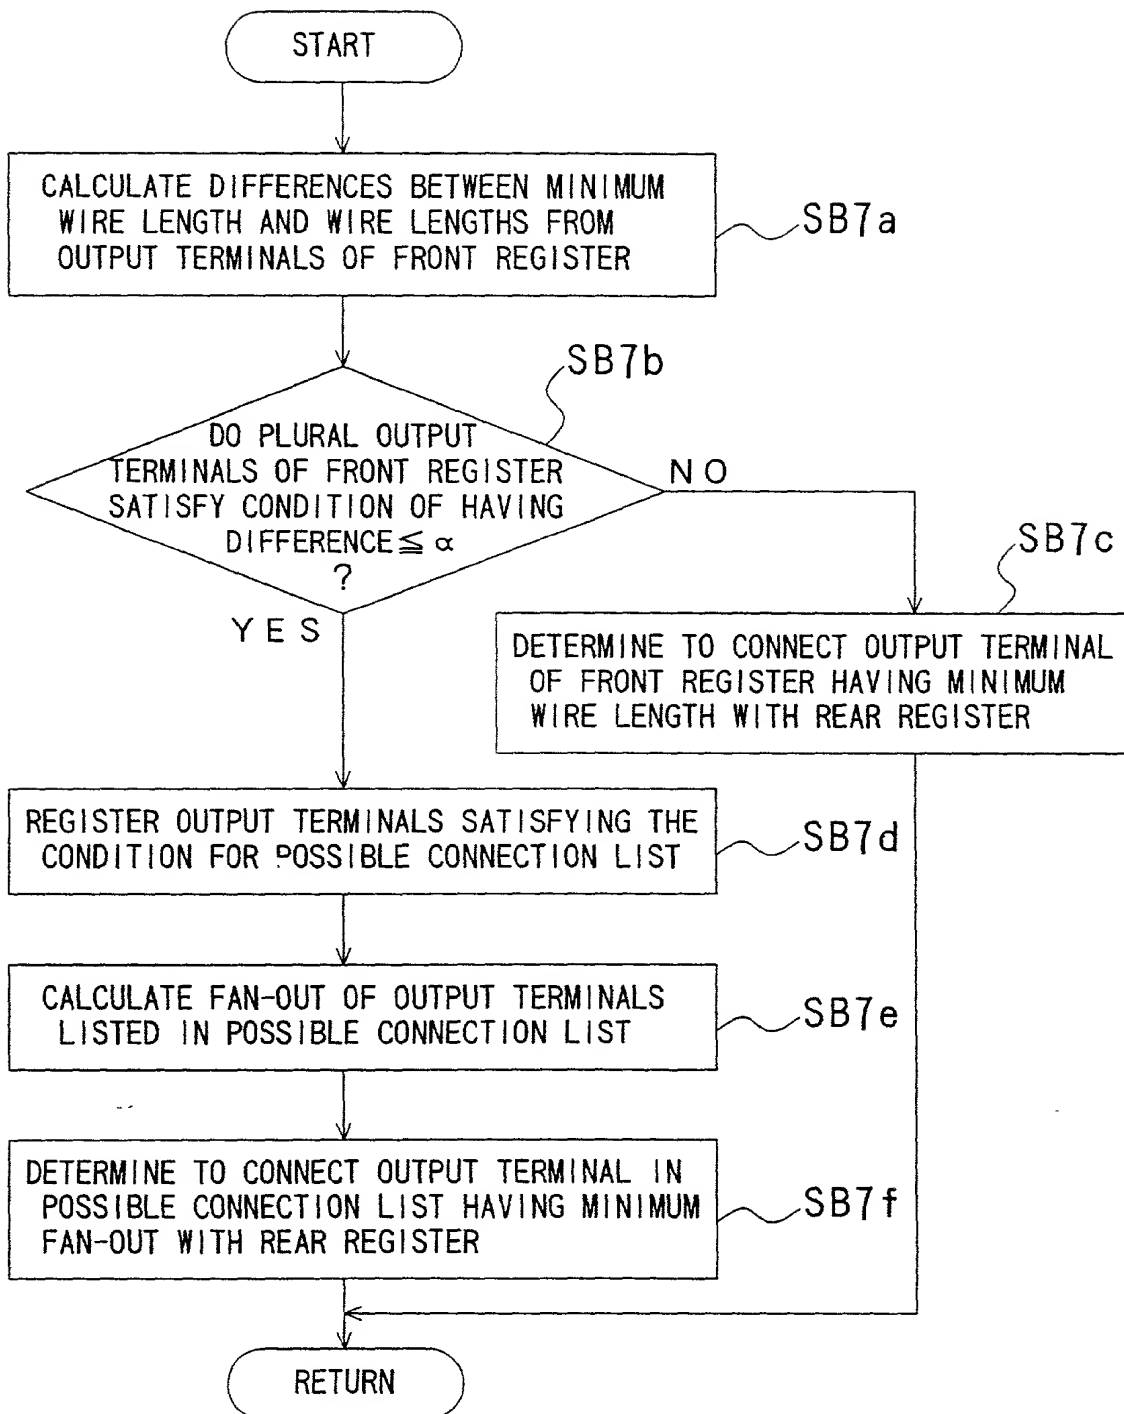 START
CALCULATE DIFFERENCES BETWEEN MINIMUM
WIRE LENGTH AND WIRE LENGTHS FROM
OUTPUT TERMINALS OF FRONT REGISTER
SB7a
SB7b
DO PLURAL OUTPUT
TERMINALS OF FRONT REGISTER
SATISFY CONDITION OF HAVING
DIFFERENCE≦ α
?
NO
YES
SB7c
DETERMINE TO CONNECT OUTPUT TERMINAL
OF FRONT REGISTER HAVING MINIMUM
WIRE LENGTH WITH REAR REGISTER
REGISTER OUTPUT TERMINALS SATISFYING THE
CONDITION FOR POSSIBLE CONNECTION LIST
SB7d
CALCULATE FAN-OUT OF OUTPUT TERMINALS
LISTED IN POSSIBLE CONNECTION LIST
SB7e
DETERMINE TO CONNECT OUTPUT TERMINAL IN
POSSIBLE CONNECTION LIST HAVING MINIMUM
FAN-OUT WITH REAR REGISTER
SB7f
RETURN